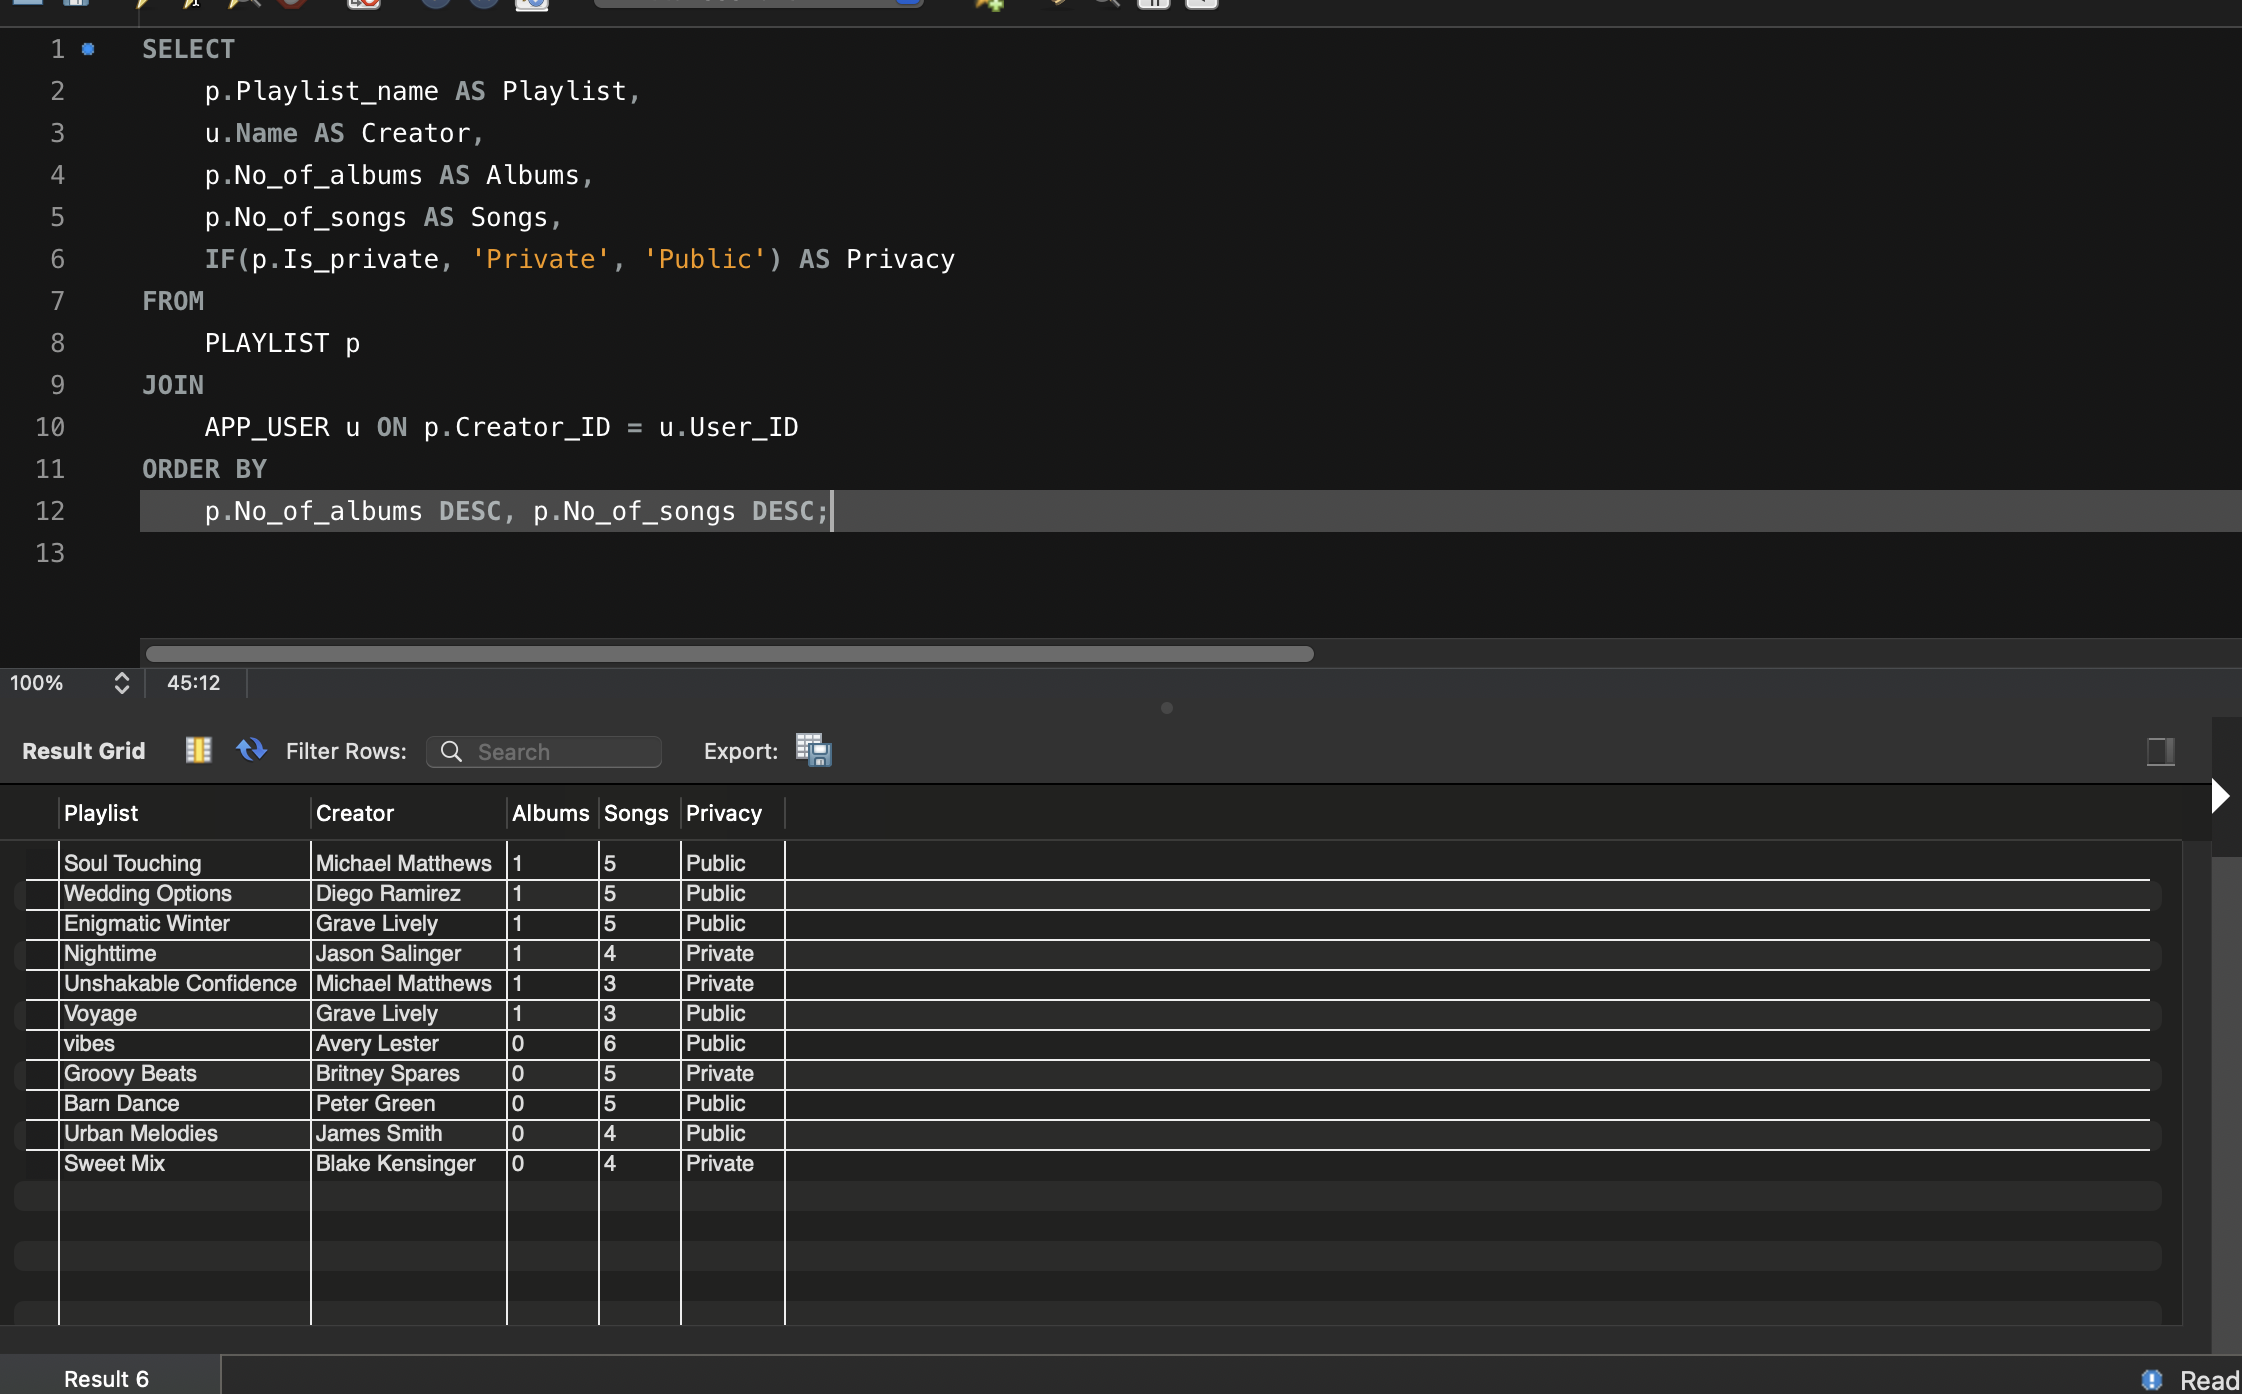 1 SELECT
2 p.Playlist_name AS Playlist,
3 u.Name AS Creator,
4 p.No_of_albums AS Albums,
5 p.No_of_songs AS Songs,
6 IF(p.Is_private, 'Private', 'Public') AS Privacy
7 FROM
8 PLAYLIST p
9 JOIN
10 APP_USER u ON p.Creator_ID = u.User_ID
11 ORDER BY
12 p.No_of_albums DESC, p.No_of_songs DESC;
13
100% 45:12
Result Grid Filter Rows: Search Export:
Playlist Creator Albums Songs Privacy
Soul Touching Michael Matthews 1 5 Public
Wedding Options Diego Ramirez 1 5 Public
Enigmatic Winter Grave Lively 1 5 Public
Nighttime Jason Salinger 1 4 Private
Unshakable Confidence Michael Matthews 1 3 Private
Voyage Grave Lively 1 3 Public
vibes Avery Lester 0 6 Public
Groovy Beats Britney Spares 0 5 Private
Barn Dance Peter Green 0 5 Public
Urban Melodies James Smith 0 4 Public
Sweet Mix Blake Kensinger 0 4 Private
Result 6 Read